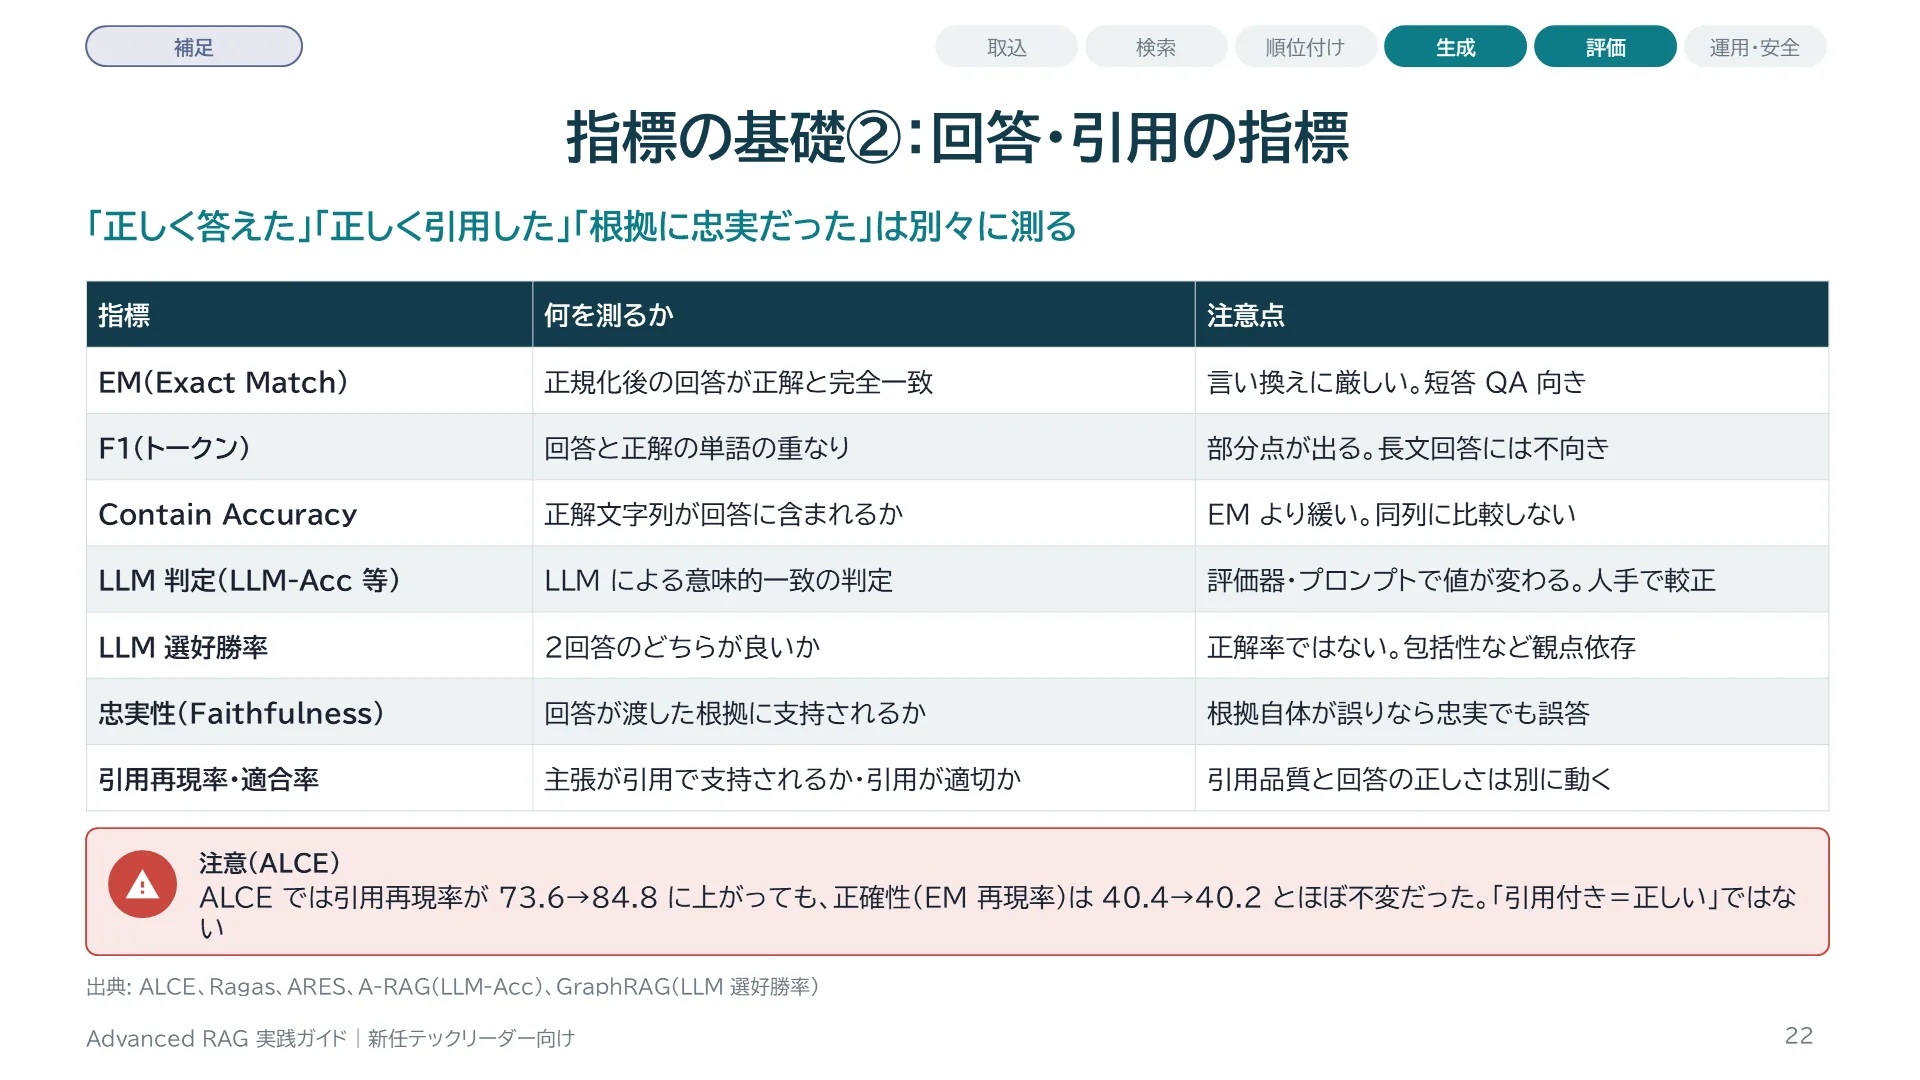 補足
取込
検索
順位付け
生成
評価
運用・安全
指標の基礎②：回答・引用の指標
「正しく答えた」「正しく引用した」「根拠に忠実だった」は別々に測る
指標 何を測るか 注意点
EM（Exact Match） 正規化後の回答が正解と完全一致 言い換えに厳しい。短答 QA 向き
F1（トークン） 回答と正解の単語の重なり 部分点が出る。長文回答には不向き
Contain Accuracy 正解文字列が回答に含まれるか EM より緩い。同列に比較しない
LLM 判定（LLM-Acc 等） LLM による意味的一致の判定 評価器・プロンプトで値が変わる。人手で較正
LLM 選好勝率 2回答のどちらが良いか 正解率ではない。包括性など観点依存
忠実性（Faithfulness） 回答が渡した根拠に支持されるか 根拠自体が誤りなら忠実でも誤答
引用再現率・適合率 主張が引用で支持されるか・引用が適切か 引用品質と回答の正しさは別に動く
注意（ALCE）
ALCE では引用再現率が 73.6→84.8 に上がっても、正確性（EM 再現率）は 40.4→40.2 とほぼ不変だった。「引用付き＝正しい」ではな
い
出典: ALCE、Ragas、ARES、A-RAG（LLM-Acc）、GraphRAG（LLM 選好勝率）
Advanced RAG 実践ガイド｜新任テックリーダー向け
22